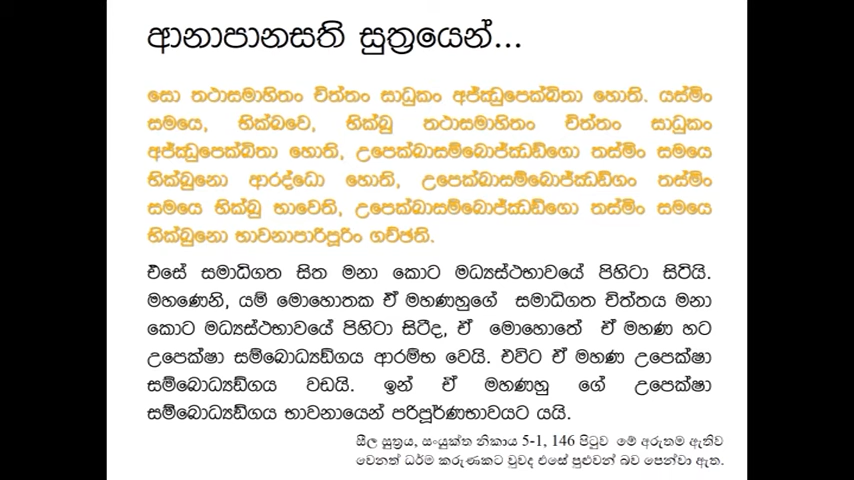 ආනාපානසති සුත්‍රයෙන්...
සො තථාසමාහිතං චිත්තං සාධුකං අජ්ඣුපෙක්ඛිතා හොති. යස්මිං
සමයෙ, භික්ඛවෙ, භික්ඛු තථාසමාහිතං චිත්තං සාධුකං
අජ්ඣුපෙක්ඛිතා හොති, උපෙක්ඛාසම්බොජ්ඣඞ්ගො තස්මිං සමයෙ
භික්ඛුනො ආරද්ධො හොති, උපෙක්ඛාසම්බොජ්ඣඞ්ගං තස්මිං
සමයෙ භික්ඛු භාවෙති, උපෙක්ඛාසම්බොජ්ඣඞ්ගො තස්මිං සමයෙ
භික්ඛුනො භාවනාපාරිපූරිං ගච්ඡති.
එසේ සමාධිගත සිත මනා කොට මධ්‍යස්ථභාවයේ පිහිටා සිටියි.
මහණෙනි, යම් මොහොතක ඒ මහණහුගේ සමාධිගත චිත්තය මනා
කොට මධ්‍යස්ථභාවයේ පිහිටා සිටීද, ඒ මොහොතේ ඒ මහණ හට
උපෙක්ෂා සම්බොධ්‍යඞ්ගය ආරම්භ වෙයි. එවිට ඒ මහණ උපෙක්ෂා
සම්බොධ්‍යඞ්ගය වඩයි. ඉන් ඒ මහණහු ගේ උපෙක්ෂා
සම්බොධ්‍යඞ්ගය භාවනායෙන් පරිපූර්ණභාවයට යයි.
සීල සුත්‍රය, සංයුක්ත නිකාය 5-1, 146 පිටුව මේ අරුතම ඇතිව
වෙනත් ධර්ම කරුණකට වුවද එසේ පුළුවන් බව පෙන්වා ඇත.